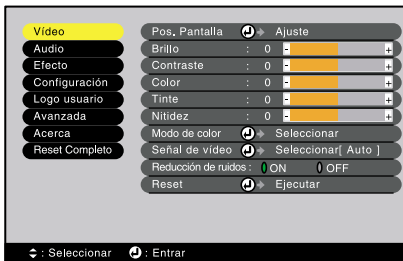 Vídeo
Audio
Efecto
Configuración
Logo usuario
Avanzada
Acerca
Reset Completo
Pos. Pantalla Ajuste
Brillo : 0 - +
Contraste : 0 - +
Color : 0 - +
Tinte : 0 - +
Nitidez : 0 - +
Modo de color Seleccionar
Señal de vídeo Seleccionar[ Auto ]
Reducción de ruidos : ON OFF
Reset Ejecutar
: Seleccionar : Entrar